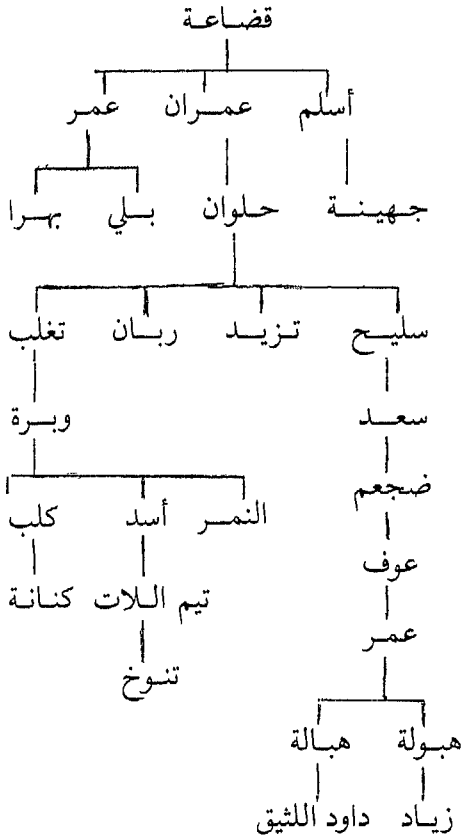 قضاعة
أسلم عمران عمر
جهينة حلوان بلي بهرا
سليح تزيد ربان تغلب
سعد وبرة
ضجعم
النمر أسد كلب
عوف
تيم اللات كنانة
عمر
تنوخ
هبولة هبالة
زياد داود اللثيق